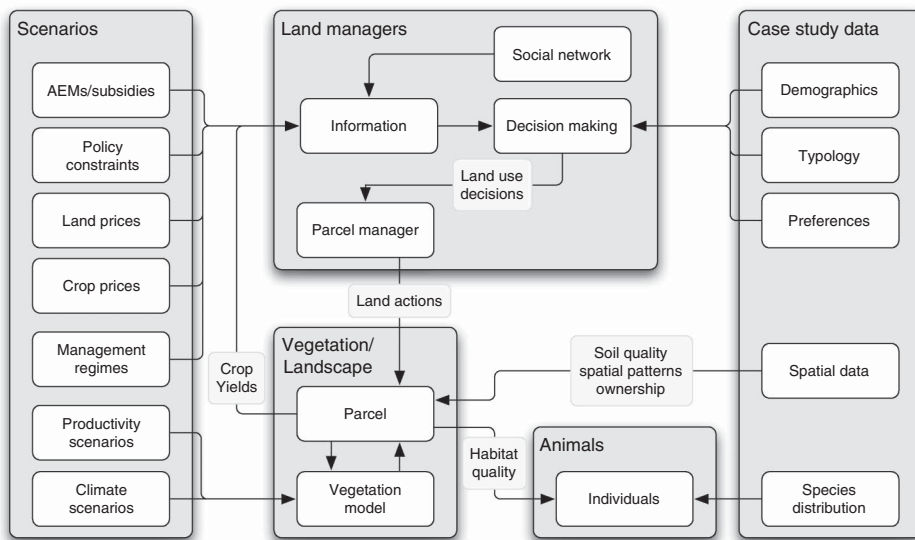 Scenarios
AEMs/subsidies
Policy
constraints
Land prices
Crop prices
Management
regimes
Productivity
scenarios
Climate
scenarios
Land managers
Social network
Information
Decision making
Land use
decisions
Parcel manager
Land actions
Crop
Yields
Vegetation/
Landscape
Parcel
Vegetation
model
Habitat
quality
Soil quality
spatial patterns
ownership
Animals
Individuals
Case study data
Demographics
Typology
Preferences
Spatial data
Species
distribution